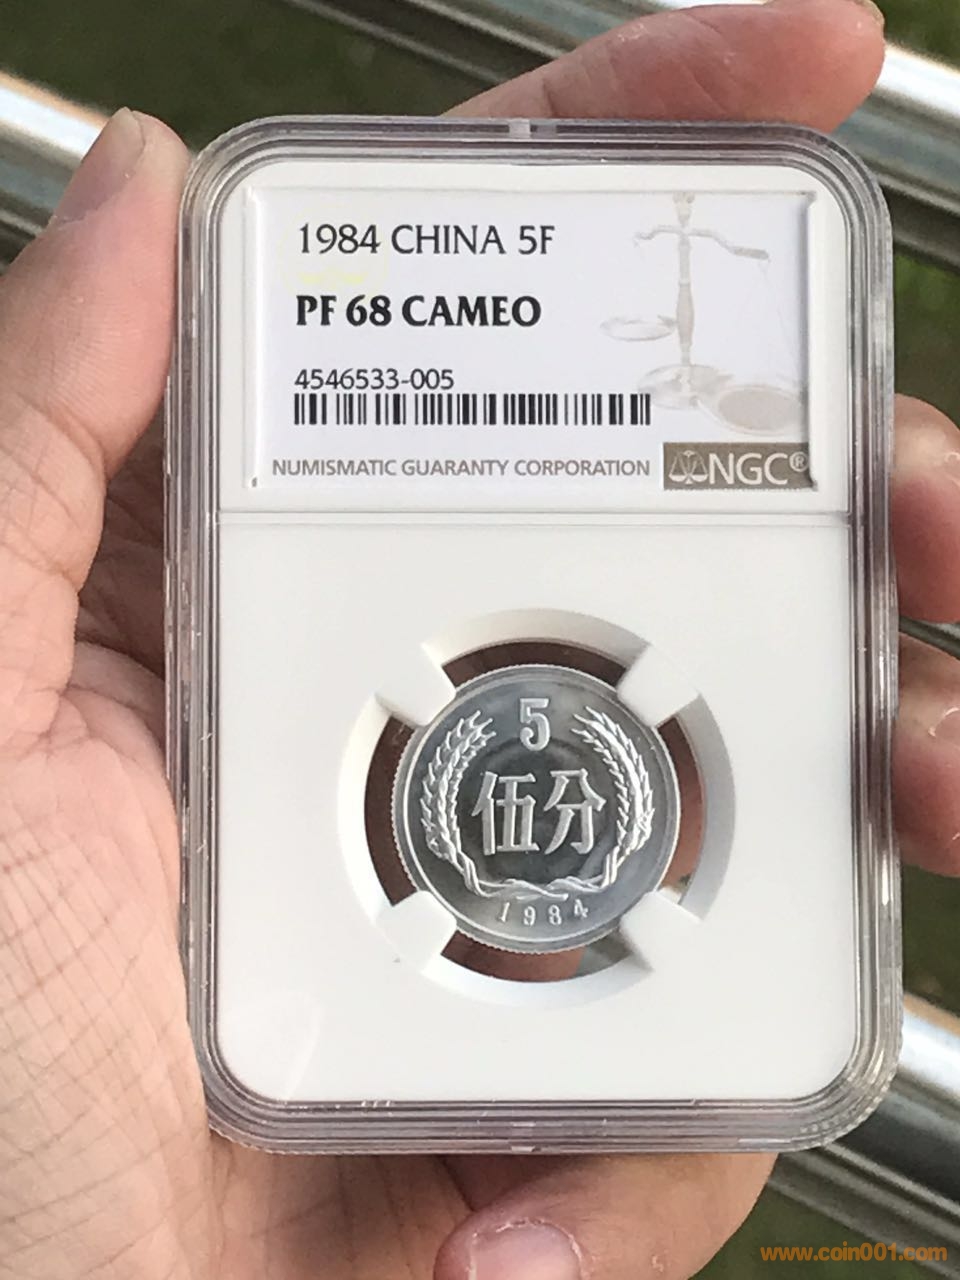 1984 CHINA 5F
PF 68 CAMEO
4546533-005
NUMISMATIC GUARANTY CORPORATION
NGC®
5
伍分
1984
www.coin001.com